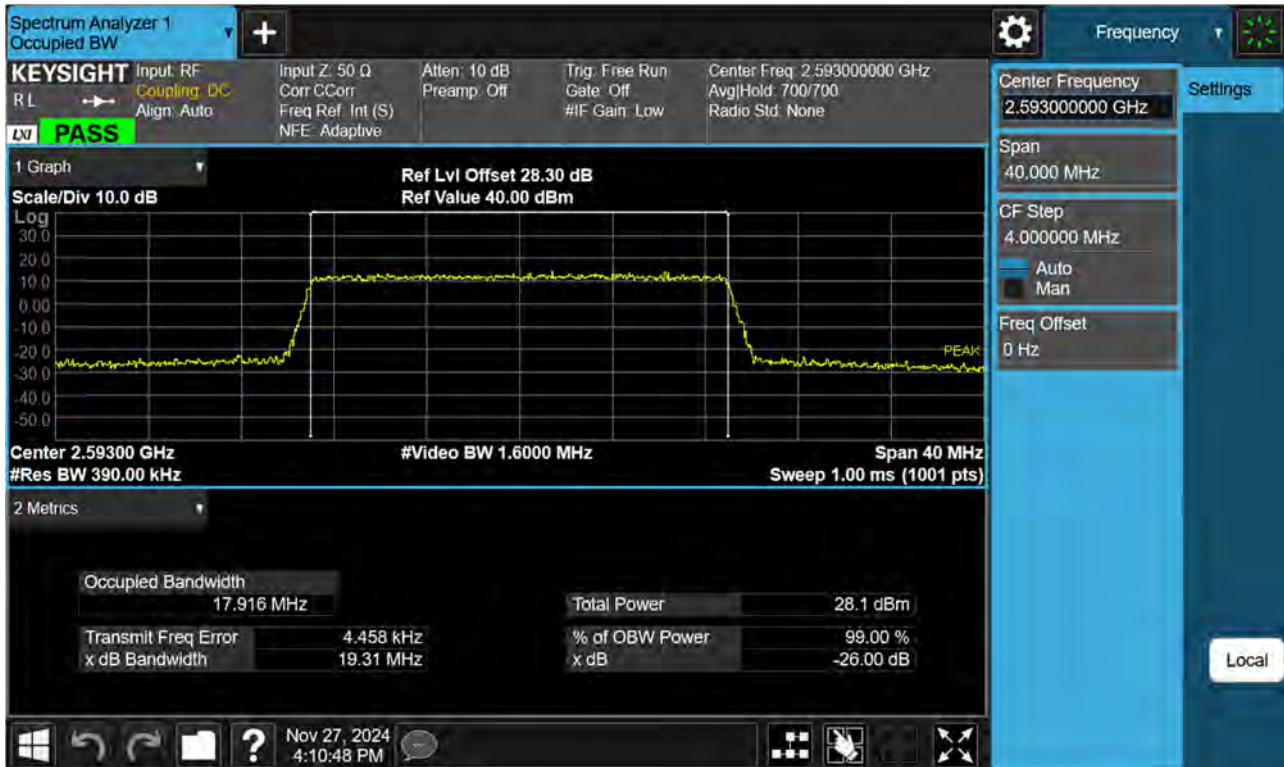 Spectrum Analyzer 1
Occupied BW
+
Frequency
KEYSIGHT
RL
LXI
PASS
Input: RF
Coupling: DC
Align: Auto
Input Z: 50 Ω
Corr CCorr
Freq Ref: Int (S)
NFE: Adaptive
Atten: 10 dB
Preamp: Off
Trig: Free Run
Gate: Off
#IF Gain: Low
Center Freq: 2.593000000 GHz
Avg|Hold: 700/700
Radio Std: None
1 Graph
Scale/Div 10.0 dB
Ref Lvl Offset 28.30 dB
Ref Value 40.00 dBm
Log
30.0
20.0
10.0
0.00
-10.0
-20.0
-30.0
-40.0
-50.0
PEAK
Center 2.59300 GHz
#Video BW 1.6000 MHz
Span 40 MHz
#Res BW 390.00 kHz
Sweep 1.00 ms (1001 pts)
2 Metrics
Occupied Bandwidth
17.916 MHz
Total Power 28.1 dBm
Transmit Freq Error 4.458 kHz
% of OBW Power 99.00 %
x dB Bandwidth 19.31 MHz
x dB -26.00 dB
Center Frequency
2.593000000 GHz
Settings
Span
40.000 MHz
CF Step
4.000000 MHz
Auto
Man
Freq Offset
0 Hz
Local
?
Nov 27, 2024
4:10:48 PM